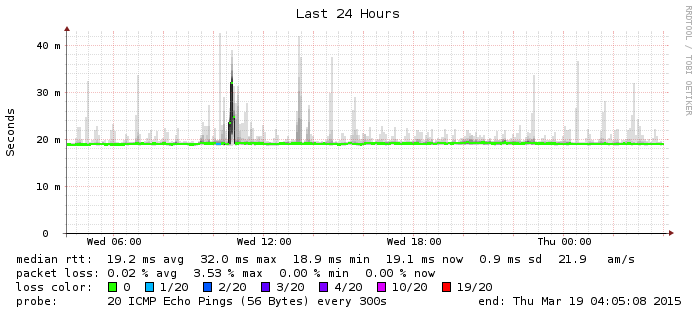 Last 24 Hours
RRDTOOL / TOBI OETIKER
Seconds
40 m
30 m
20 m
10 m
0
Wed 06:00 Wed 12:00 Wed 18:00 Thu 00:00
median rtt: 19.2 ms avg 32.0 ms max 18.9 ms min 19.1 ms now 0.9 ms sd 21.9 am/s
packet loss: 0.02 % avg 3.53 % max 0.00 % min 0.00 % now
loss color: 0 1/20 2/20 3/20 4/20 10/20 19/20
probe: 20 ICMP Echo Pings (56 Bytes) every 300s end: Thu Mar 19 04:05:08 2015